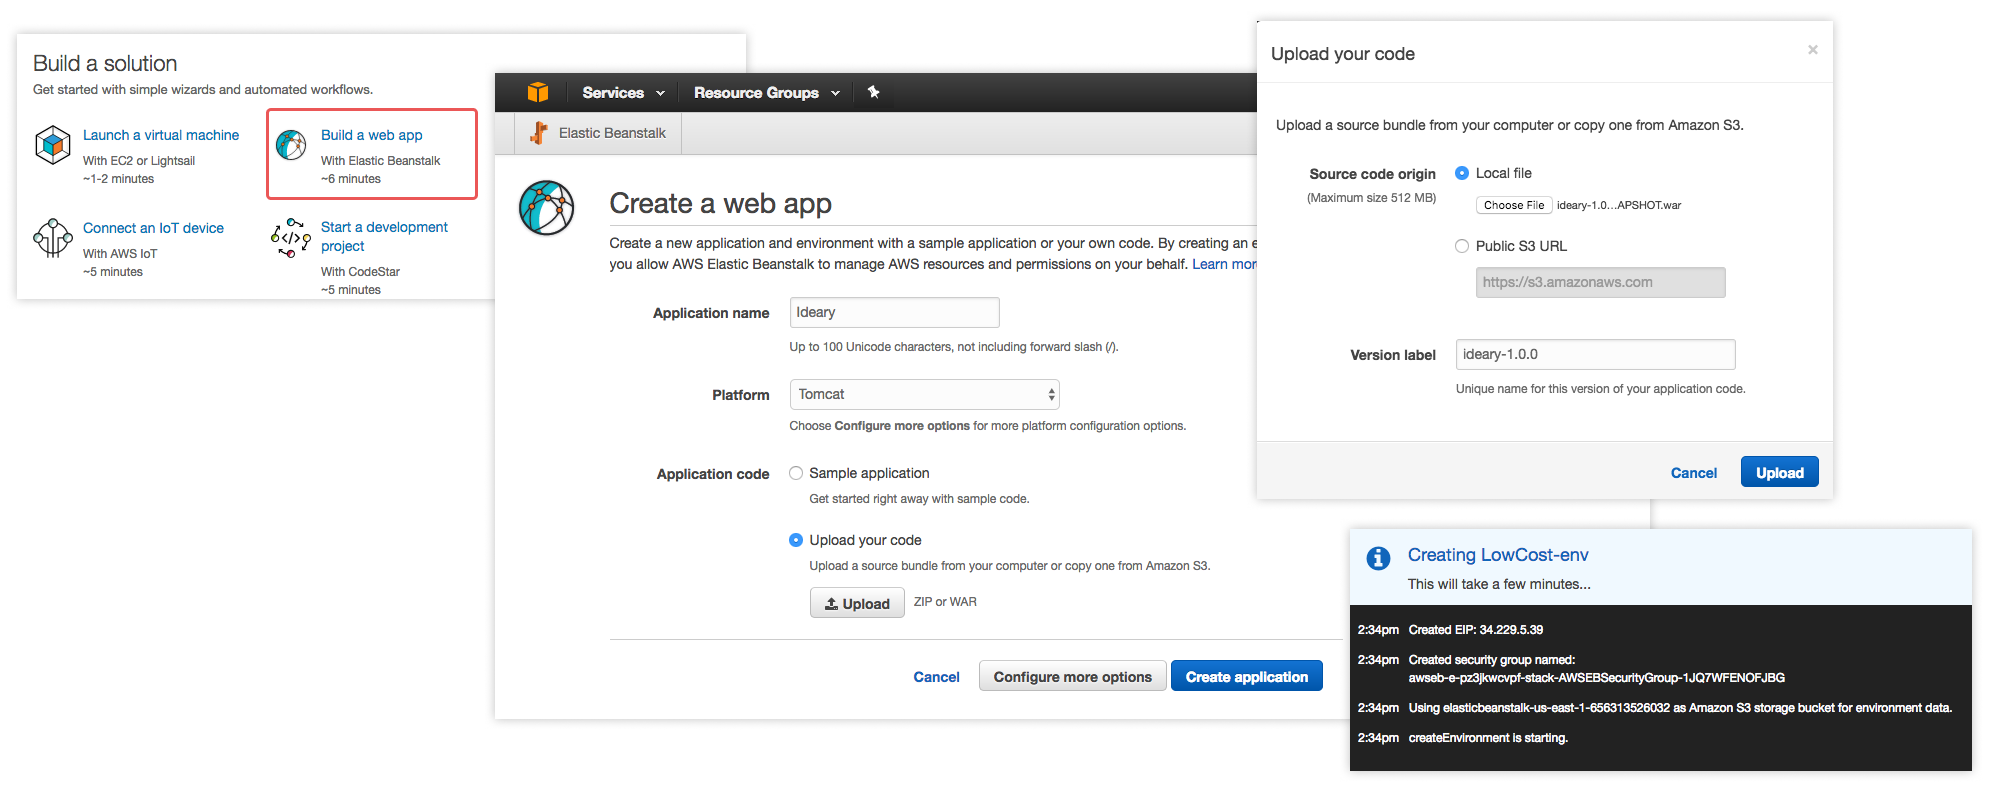 Build a solution
Get started with simple wizards and automated workflows.
Launch a virtual machine
With EC2 or Lightsail
~1-2 minutes
Build a web app
With Elastic Beanstalk
~6 minutes
Connect an IoT device
With AWS IoT
~5 minutes
Start a development
project
With CodeStar
~5 minutes
Services
Resource Groups
Elastic Beanstalk
Create a web app
Create a new application and environment with a sample application or your own code. By creating an e
you allow AWS Elastic Beanstalk to manage AWS resources and permissions on your behalf. Learn mor
Application name
Ideary
Up to 100 Unicode characters, not including forward slash (/).
Platform
Tomcat
Choose Configure more options for more platform configuration options.
Application code
Sample application
Get started right away with sample code.
Upload your code
Upload a source bundle from your computer or copy one from Amazon S3.
Upload
ZIP or WAR
Cancel
Configure more options
Create application
Upload your code
×
Upload a source bundle from your computer or copy one from Amazon S3.
Source code origin
(Maximum size 512 MB)
Local file
Choose File
ideary-1.0...APSHOT.war
Public S3 URL
https://s3.amazonaws.com
Version label
ideary-1.0.0
Unique name for this version of your application code.
Cancel
Upload
Creating LowCost-env
This will take a few minutes...
2:34pm Created EIP: 34.229.5.39
2:34pm Created security group named:
awseb-e-pz3jkwcvpf-stack-AWSEBSecurityGroup-1JQ7WFENOFJBG
2:34pm Using elasticbeanstalk-us-east-1-656313526032 as Amazon S3 storage bucket for environment data.
2:34pm createEnvironment is starting.